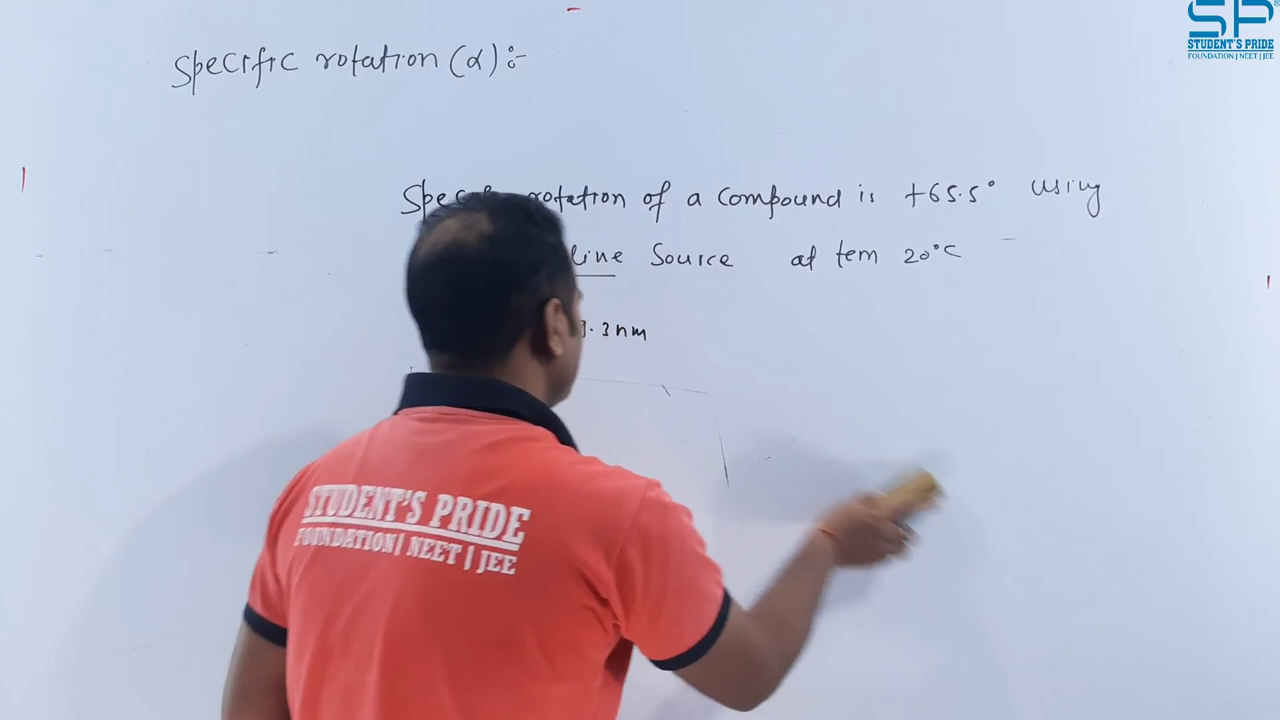 SP
STUDENT'S PRIDE
FOUNDATION | NEET | JEE
Specific rotation (α) :-
rotation of a compound is +65.5° using
line Source at tem 20°C
.3nm
STUDENT'S PRIDE
FOUNDATION | NEET | JEE